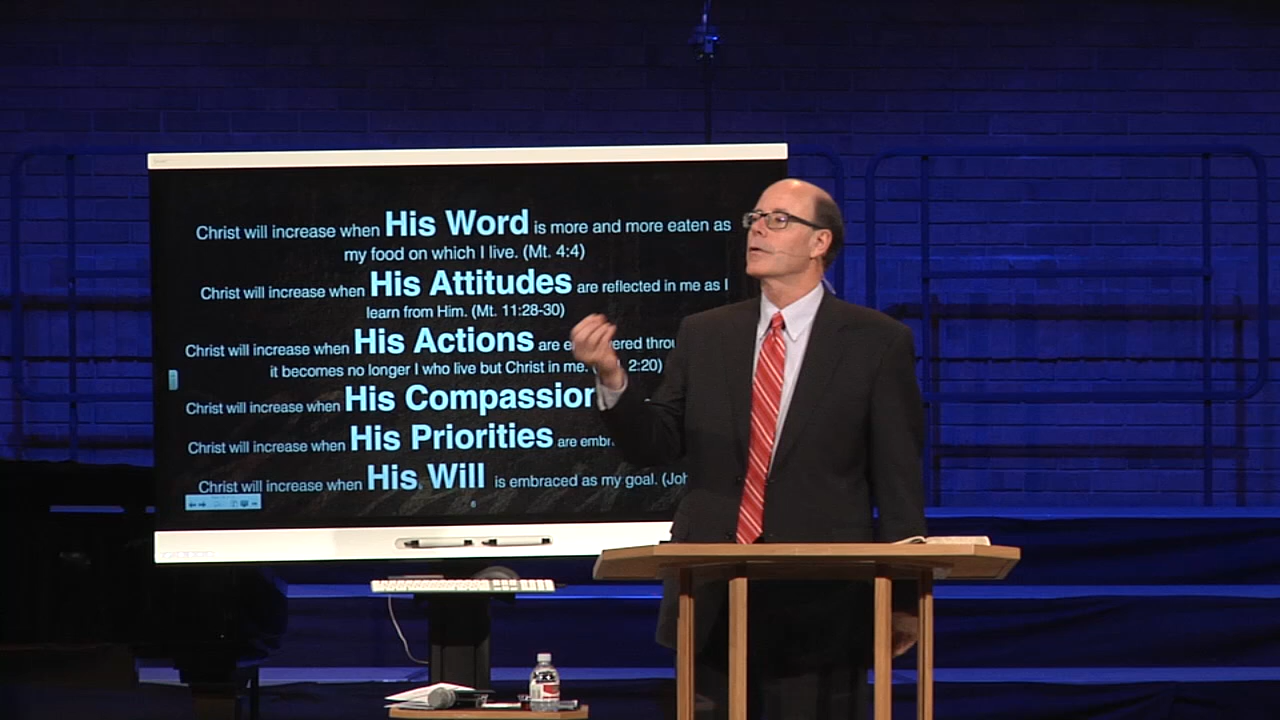 Christ will increase when His Word is more and more eaten as
my food on which I live. (Mt. 4:4)
Christ will increase when His Attitudes are reflected in me as I
learn from Him. (Mt. 11:28-30)
Christ will increase when His Actions are
it becomes no longer I who live but Christ in me. 2:20)
Christ will increase when His
Christ will increase when His Priorities are
Christ will increase when His Will is embraced as my goal.
6